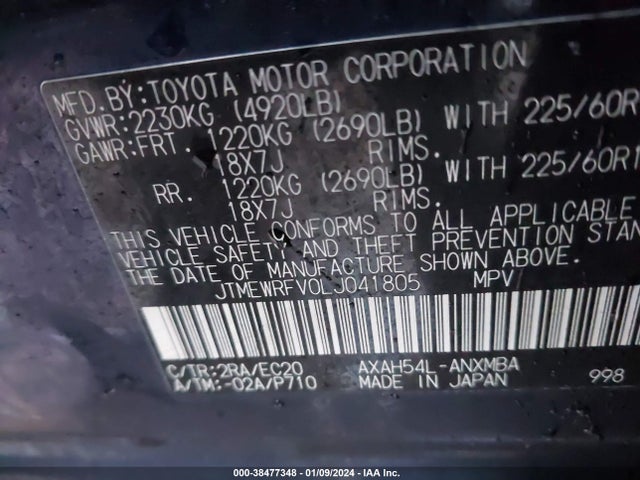 MFD. BY: TOYOTA MOTOR CORPORATION
GVWR: 2230KG (4920LB)
GAWR: FRT. 1220KG (2690LB) WITH 225/60R
18X7J RIMS.
RR. 1220KG (2690LB) WITH 225/60R1
18X7J RIMS.
THIS VEHICLE CONFORMS TO ALL APPLICABLE
VEHICLE SAFETY AND THEFT PREVENTION STAN
THE DATE OF MANUFACTURE SHOWN ABOVE.
JTMEWRFV0LJ041805 MPV
C/TR: 2RA/EC20 AXAH54L-ANXMBA
A/TM: -02A/P710 MADE IN JAPAN 998
000-38477348 | 01/09/2024 | IAA Inc.